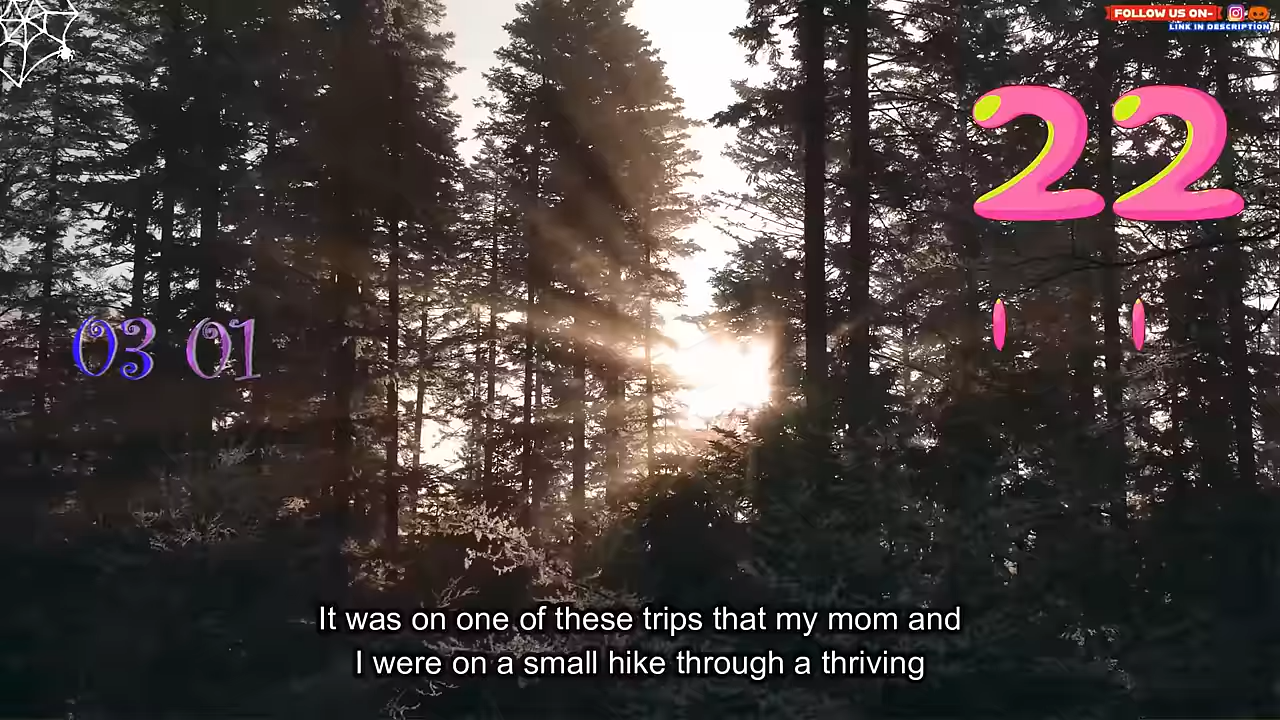 FOLLOW US ON-
LINK IN DESCRIPTION
22
03 01
It was on one of these trips that my mom and
I were on a small hike through a thriving